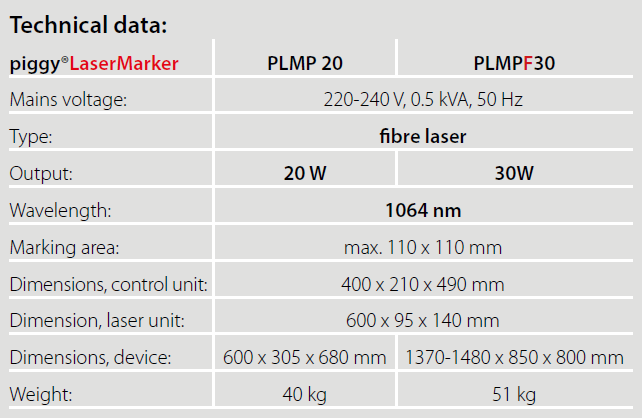 Technical data:
piggy®LaserMarker PLMP 20 PLMPF30
Mains voltage: 220-240 V, 0.5 kVA, 50 Hz
Type: fibre laser
Output: 20 W 30W
Wavelength: 1064 nm
Marking area: max. 110 x 110 mm
Dimensions, control unit: 400 x 210 x 490 mm
Dimension, laser unit: 600 x 95 x 140 mm
Dimensions, device: 600 x 305 x 680 mm 1370-1480 x 850 x 800 mm
Weight: 40 kg 51 kg